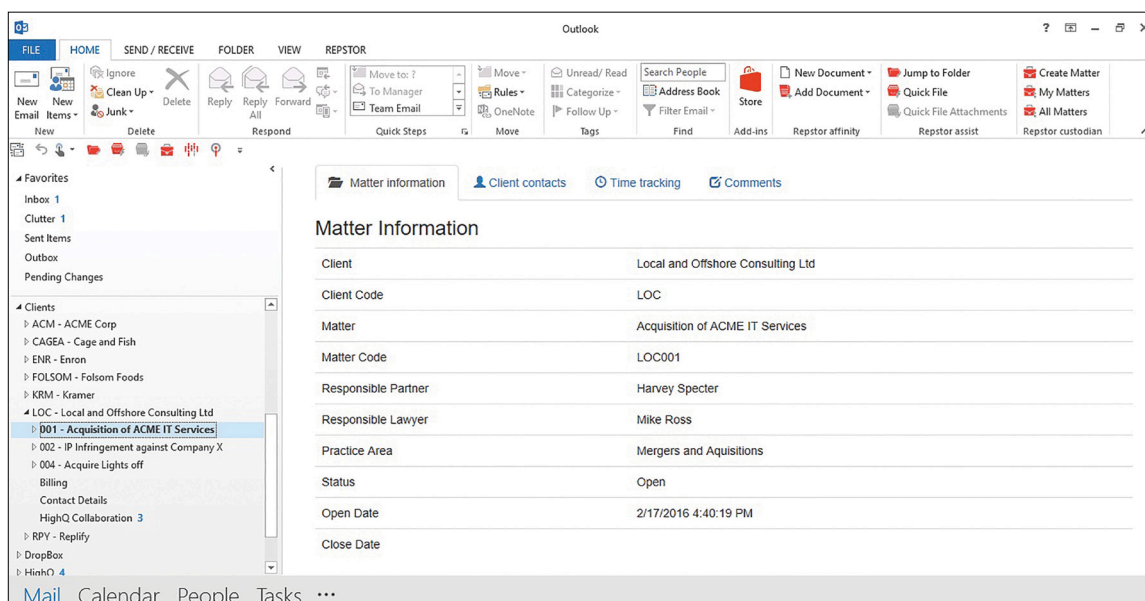 Outlook
FILE HOME SEND / RECEIVE FOLDER VIEW REPSTOR
New Email
New Items
Ignore
Clean Up
Junk
Delete
Reply
Reply All
Forward
Move to: ?
To Manager
Team Email
Move
Rules
OneNote
Unread/ Read
Categorize
Follow Up
Search People
Address Book
Filter Email
Store
New Document
Add Document
Jump to Folder
Quick File
Quick File Attachments
Create Matter
My Matters
All Matters
New Delete Respond Quick Steps Move Tags Find Add-ins Repstor affinity Repstor assist Repstor custodian
Favorites
Inbox 1
Clutter 1
Sent Items
Outbox
Pending Changes
Clients
ACM - ACME Corp
CAGEA - Cage and Fish
ENR - Enron
FOLSOM - Folsom Foods
KRM - Kramer
LOC - Local and Offshore Consulting Ltd
001 - Acquisition of ACME IT Services
002 - IP Infringement against Company X
004 - Acquire Lights off
Billing
Contact Details
HighQ Collaboration 3
RPY - Replify
DropBox
HighQ 4
Matter information Client contacts Time tracking Comments
Matter Information
Client Local and Offshore Consulting Ltd
Client Code LOC
Matter Acquisition of ACME IT Services
Matter Code LOC001
Responsible Partner Harvey Specter
Responsible Lawyer Mike Ross
Practice Area Mergers and Aquisitions
Status Open
Open Date 2/17/2016 4:40:19 PM
Close Date
Mail Calendar People Tasks •••